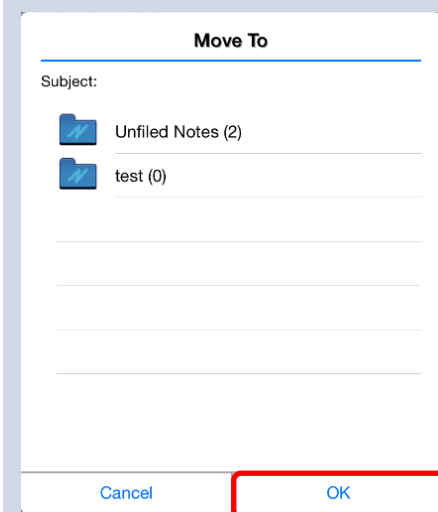 Move To
Subject:
Unfiled Notes (2)
test (0)
Cancel OK